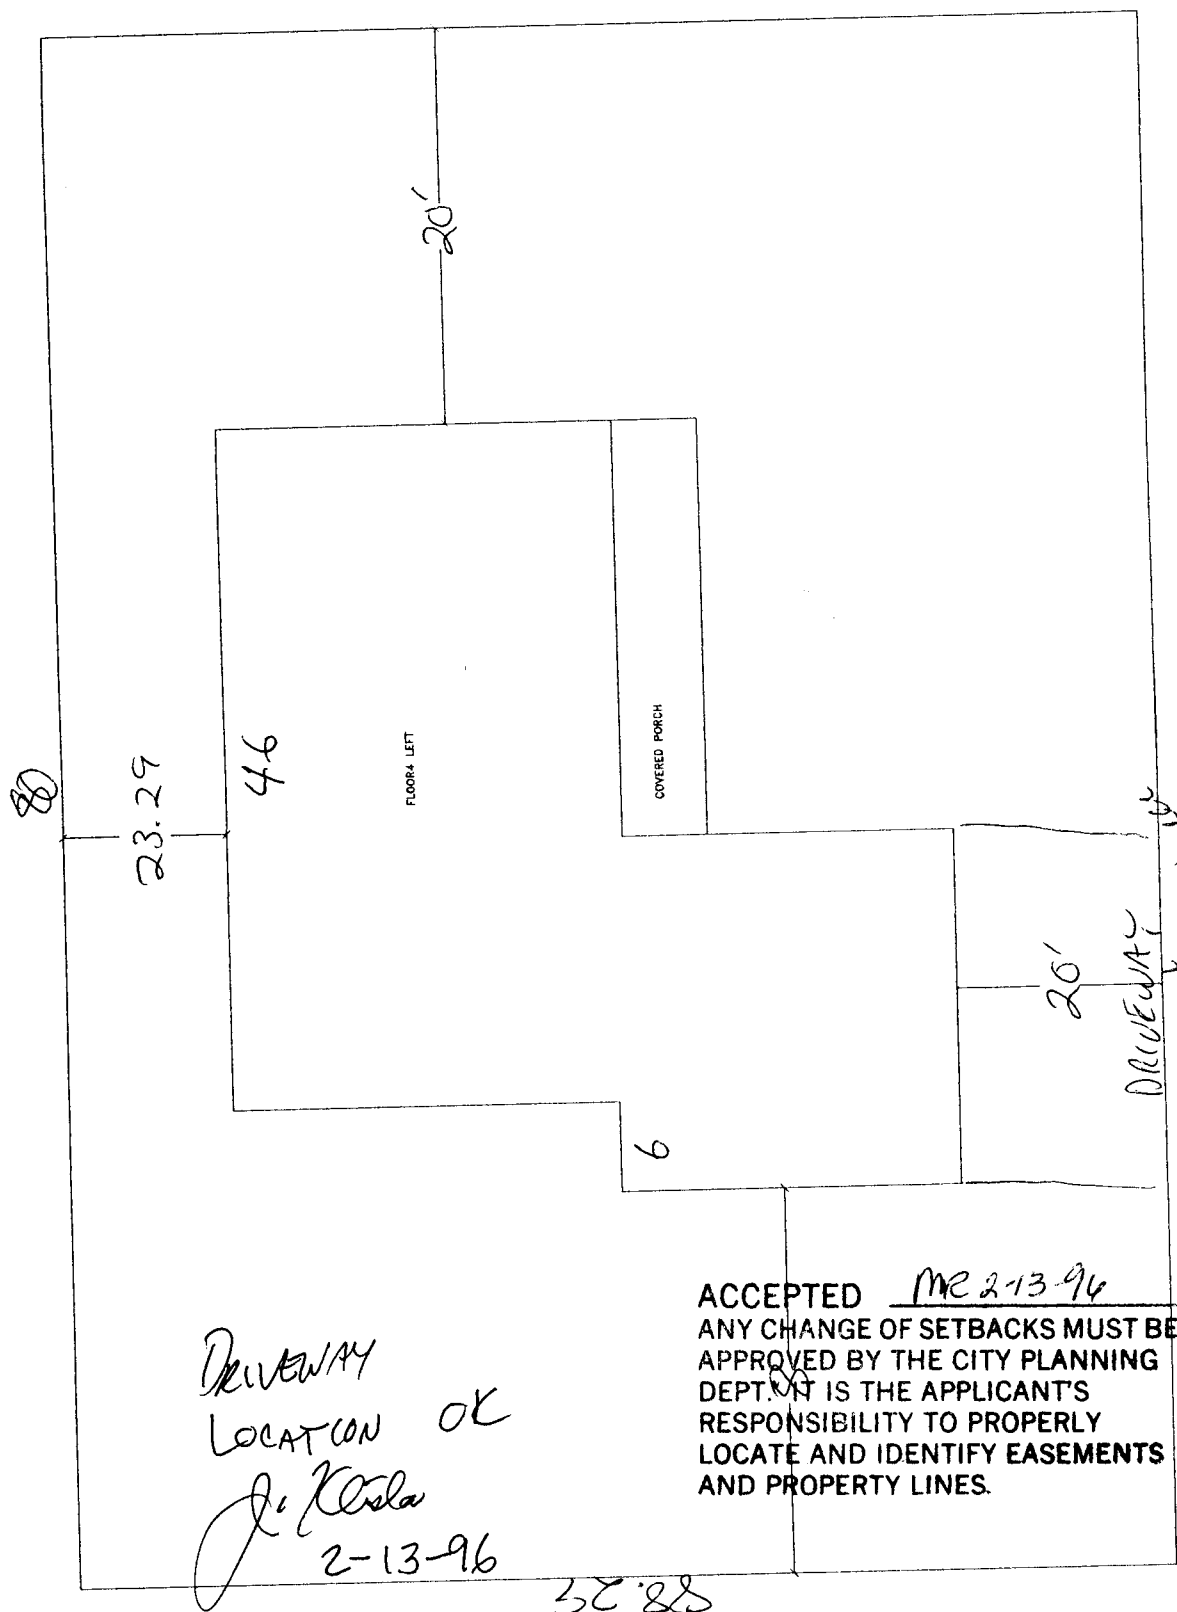 20'
80
23.29
46
FLOOR4 LEFT
COVERED PORCH
20'
DRIVEWAY
6
ACCEPTED MR 2-13-96
ANY CHANGE OF SETBACKS MUST BE
APPROVED BY THE CITY PLANNING
DEPT. IT IS THE APPLICANT'S
RESPONSIBILITY TO PROPERLY
LOCATE AND IDENTIFY EASEMENTS
AND PROPERTY LINES.
DRIVEWAY
LOCATION OK
2-13-96
88.29